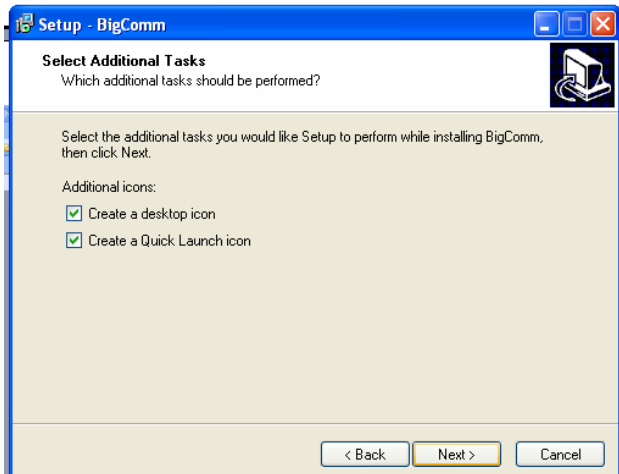 Setup - BigComm
Select Additional Tasks
Which additional tasks should be performed?
Select the additional tasks you would like Setup to perform while installing BigComm,
then click Next.
Additional icons:
Create a desktop icon
Create a Quick Launch icon
< Back
Next >
Cancel